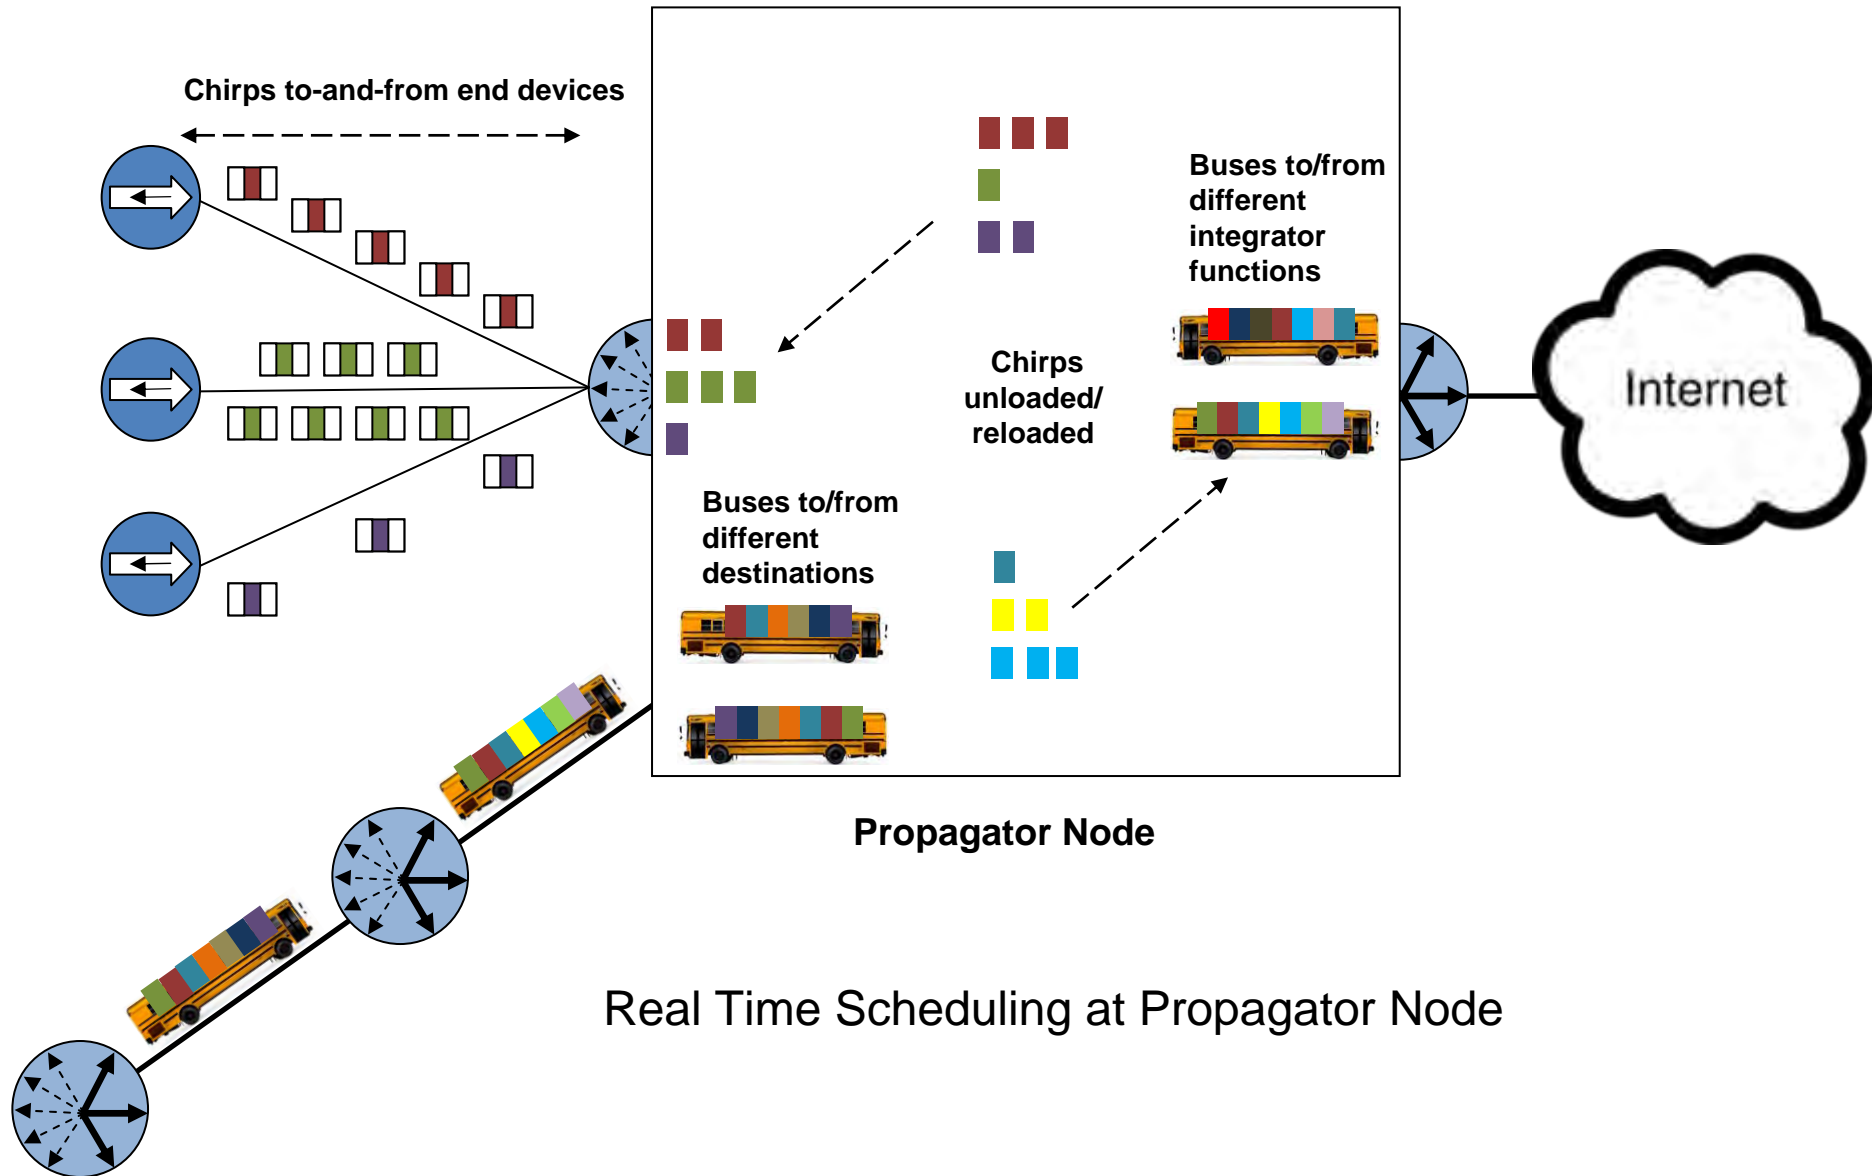 Chirps to-and-from end devices
Buses to/from
different
integrator
functions
Chirps
unloaded/
reloaded
Internet
Buses to/from
different
destinations
Propagator Node
Real Time Scheduling at Propagator Node